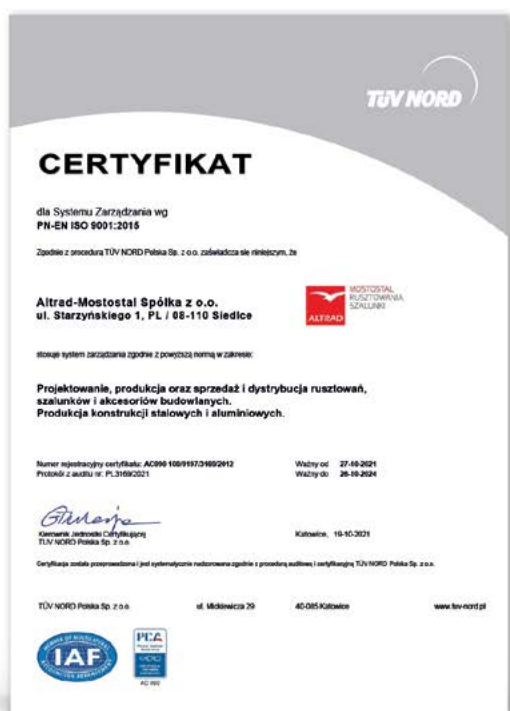 TÜV NORD
CERTYFIKAT
dla Systemu Zarządzania wg
PN-EN ISO 9001:2015
Zgodnie z procedurą TÜV NORD Polska Sp. z o.o. zaświadcza się niniejszym, że
Altrad-Mostostal Spółka z o.o.
ul. Starzyńskiego 1, PL / 08-110 Siedlce
MOSTOSTAL
RUSZTOWANIA
SZALUNKI
ALTRAD
stosuje system zarządzania zgodnie z powyższą normą w zakresie:
Projektowanie, produkcja oraz sprzedaż i dystrybucja rusztowań,
szalunków i akcesoriów budowlanych.
Produkcja konstrukcji stalowych i aluminiowych.
Numer rejestracyjny certyfikatu: AC090 100/0197/3169/2012
Ważny od 27-10-2021
Protokół z auditu nr: PL3169/2021
Ważny do 26-10-2024
Kierownik Jednostki Certyfikującej
TÜV NORD Polska Sp. z o.o.
Katowice, 19-10-2021
Certyfikacja została przeprowadzona i jest systematycznie nadzorowana zgodnie z procedurą auditową i certyfikacyjną TÜV NORD Polska Sp. z o.o.
TÜV NORD Polska Sp. z o.o. ul. Mickiewicza 29 40-085 Katowice www.tuv-nord.pl
IAF
PCA
AC 090